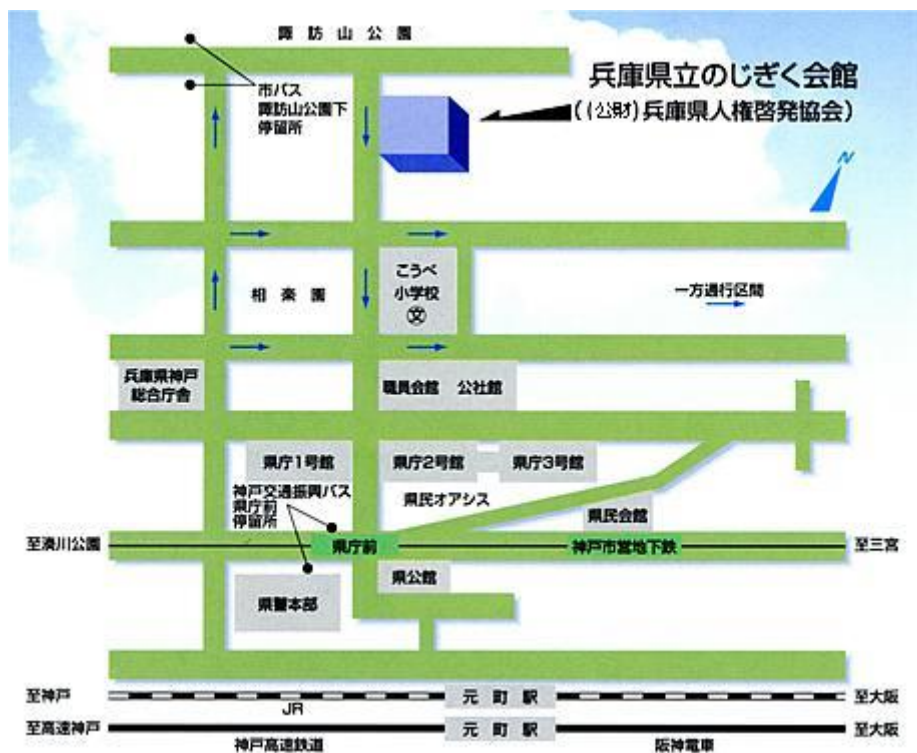 諏訪山公園
市バス
諏訪山公園下
停留所
兵庫県立のじぎく会館
((公財)兵庫県人権啓発協会)
N
こうべ
小学校
文
相楽園
一方通行区間
兵庫県神戸
総合庁舎
職員会館 公社館
県庁1号館
県庁2号館
県庁3号館
神戸交通振興バス
県庁前
停留所
県民オアシス
県民会館
至湊川公園
県庁前
神戸市営地下鉄
至三宮
県公館
県警本部
至神戸
元町駅
至大阪
JR
至高速神戸
元町駅
至大阪
神戸高速鉄道
阪神電車